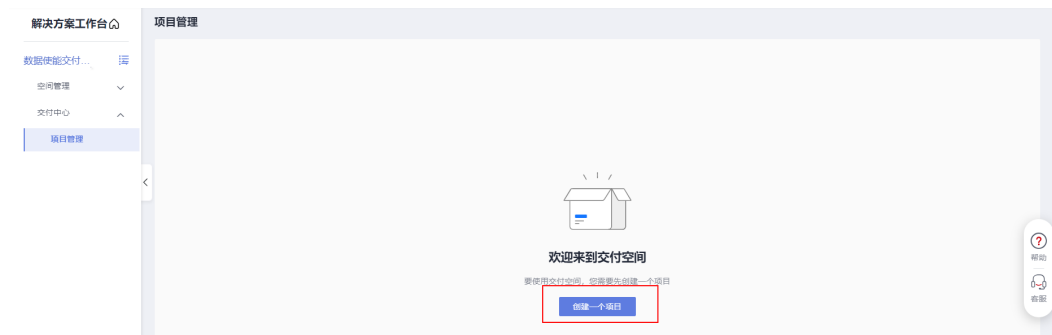 解决方案工作台
项目管理
数据使能交付...
空间管理
交付中心
项目管理
欢迎来到交付空间
要使用交付空间，您需要先创建一个项目
创建一个项目
帮助
客服